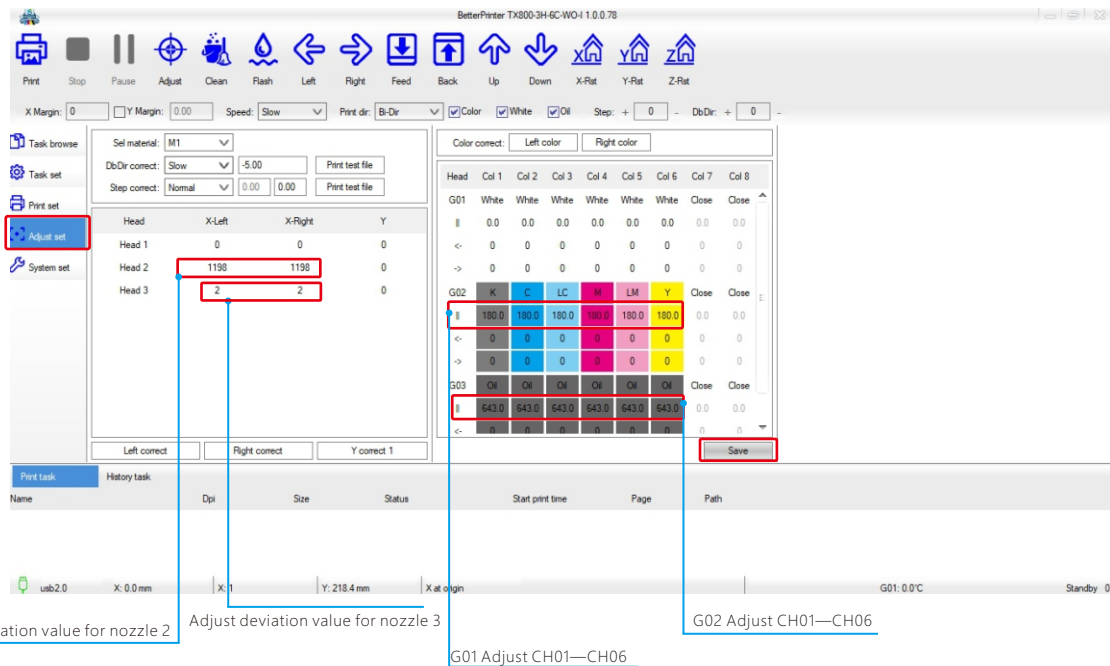 BetterPrinter TX800-3H-6C-WO-I 1.0.0.78
Print Stop Pause Adjust Clean Flash Left Right Feed Back Up Down X-Rst Y-Rst Z-Rst
X Margin: 0 Y Margin: 0.00 Speed: Slow Print dir: Bi-Dir Color White Oil Step: + 0 - DbDir: + 0 -
Task browse
Task set
Print set
Adjust set
System set
Sel material: M1
DbDir correct: Slow -5.00 Print test file
Step correct: Normal 0.00 0.00 Print test file
Head X-Left X-Right Y
Head 1 0 0 0
Head 2 1198 1198 0
Head 3 2 2 0
Left correct Right correct Y correct 1
Color correct: Left color Right color
Head Col 1 Col 2 Col 3 Col 4 Col 5 Col 6 Col 7 Col 8
G01 White White White White White White Close Close
|| 0.0 0.0 0.0 0.0 0.0 0.0 0.0 0.0
<- 0 0 0 0 0 0 0 0
-> 0 0 0 0 0 0 0 0
G02 K C LC M LM Y Close Close
|| 180.0 180.0 180.0 180.0 180.0 180.0 0.0 0.0
<- 0 0 0 0 0 0 0 0
-> 0 0 0 0 0 0 0 0
G03 Oil Oil Oil Oil Oil Oil Close Close
|| 643.0 643.0 643.0 643.0 643.0 643.0 0.0 0.0
<- 0 0 0 0 0 0 0 0
Save
Print task History task
Name Dpi Size Status Start print time Page Path
usb2.0 X: 0.0 mm X: 1 Y: 218.4 mm X at origin G01: 0.0°C Standby 0
ation value for nozzle 2
Adjust deviation value for nozzle 3
G02 Adjust CH01—CH06
G01 Adjust CH01—CH06